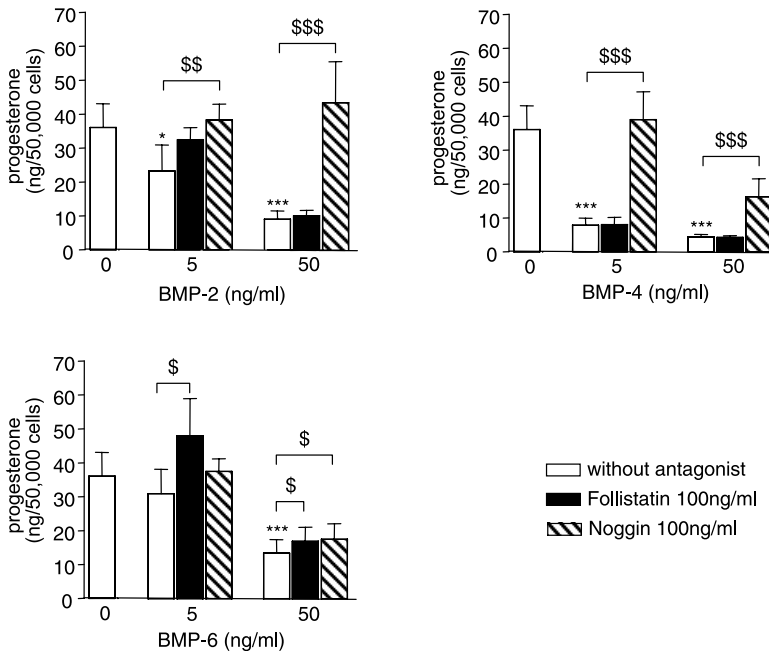 progesterone
(ng/50,000 cells)
70
60
50
40
30
20
10
0
$$
$$$
*
***
0 5 50
BMP-2 (ng/ml)
progesterone
(ng/50,000 cells)
70
60
50
40
30
20
10
0
$$$
$$$
***
***
0 5 50
BMP-4 (ng/ml)
progesterone
(ng/50,000 cells)
70
60
50
40
30
20
10
0
$
$
$
***
0 5 50
BMP-6 (ng/ml)
without antagonist
Follistatin 100ng/ml
Noggin 100ng/ml